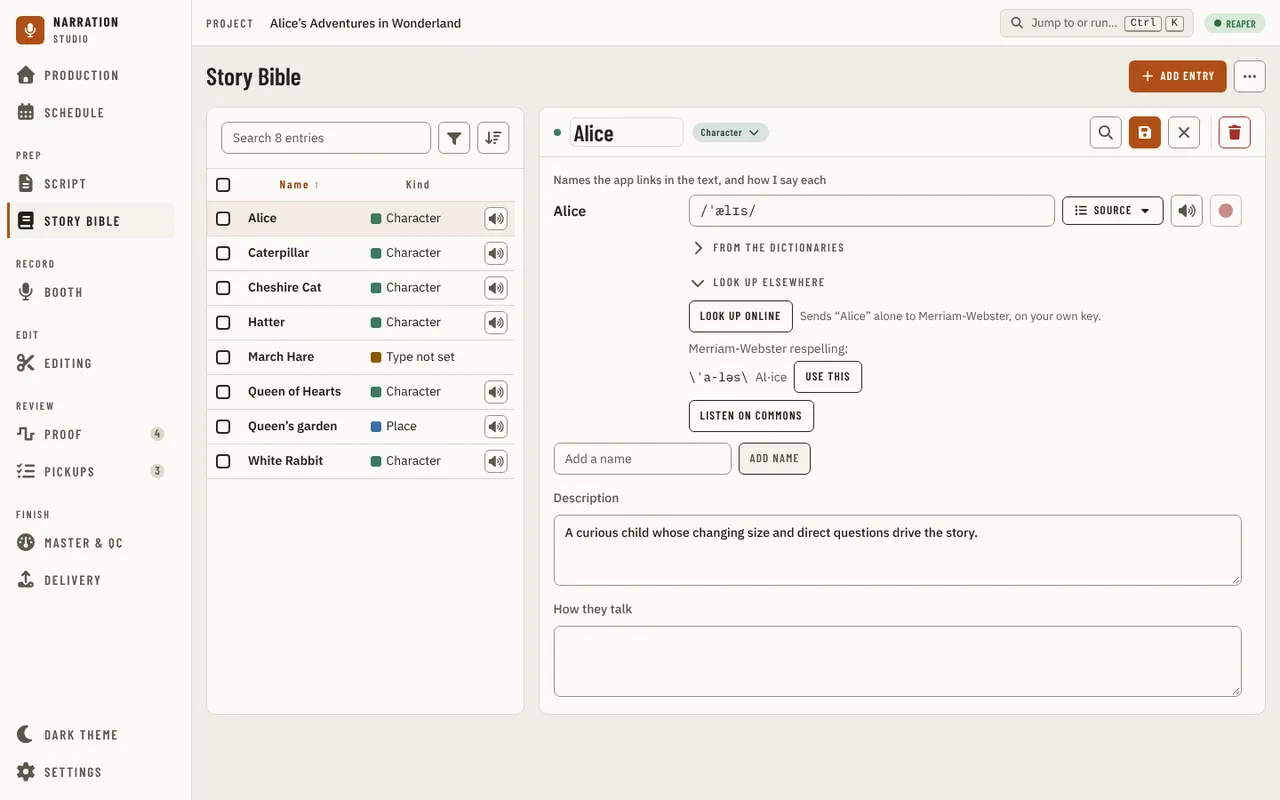 NARRATION
STUDIO
PRODUCTION
SCHEDULE
PREP
SCRIPT
STORY BIBLE
RECORD
BOOTH
EDIT
EDITING
REVIEW
PROOF 4
PICKUPS 3
FINISH
MASTER & QC
DELIVERY
DARK THEME
SETTINGS
PROJECT Alice's Adventures in Wonderland
Jump to or run... Ctrl K
REAPER
Story Bible
ADD ENTRY
Search 8 entries
Name ↑ Kind
Alice Character
Caterpillar Character
Cheshire Cat Character
Hatter Character
March Hare Type not set
Queen of Hearts Character
Queen's garden Place
White Rabbit Character
Alice Character
Names the app links in the text, and how I say each
Alice /ˈælɪs/ SOURCE
FROM THE DICTIONARIES
LOOK UP ELSEWHERE
LOOK UP ONLINE Sends “Alice” alone to Merriam-Webster, on your own key.
Merriam-Webster respelling:
\ˈa-ləs\ Al·ice USE THIS
LISTEN ON COMMONS
Add a name ADD NAME
Description
A curious child whose changing size and direct questions drive the story.
How they talk